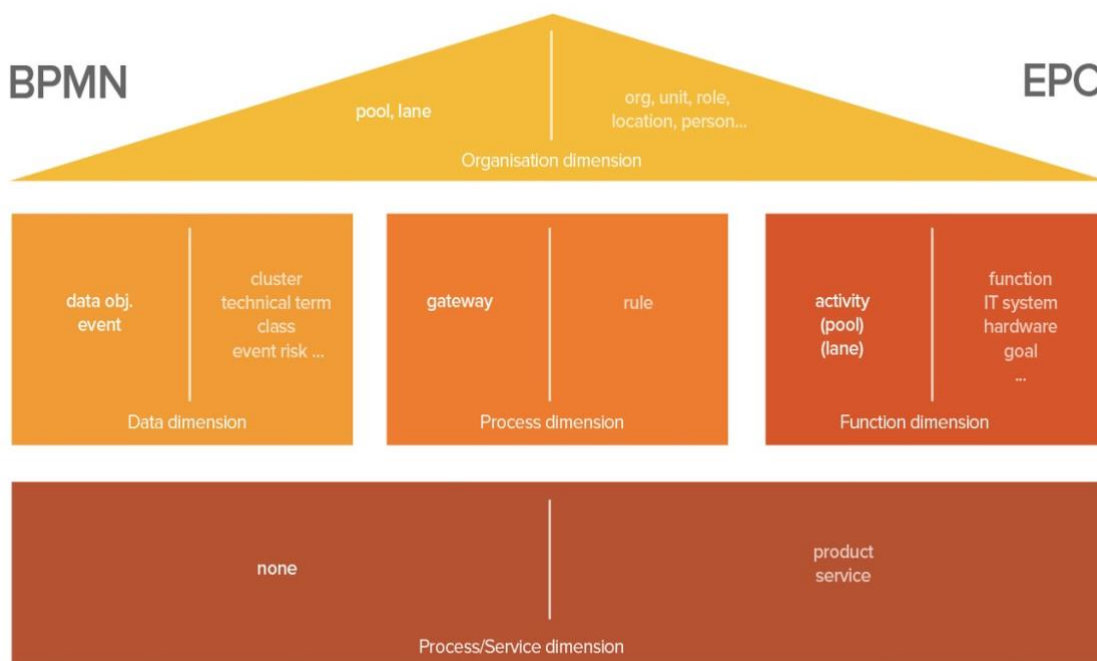 BPMN
EPC
pool, lane
org, unit, role,
location, person...
Organisation dimension
data obj.
event
cluster
technical term
class
event risk ...
Data dimension
gateway
rule
Process dimension
activity
(pool)
(lane)
function
IT system
hardware
goal
...
Function dimension
none
product
service
Process/Service dimension